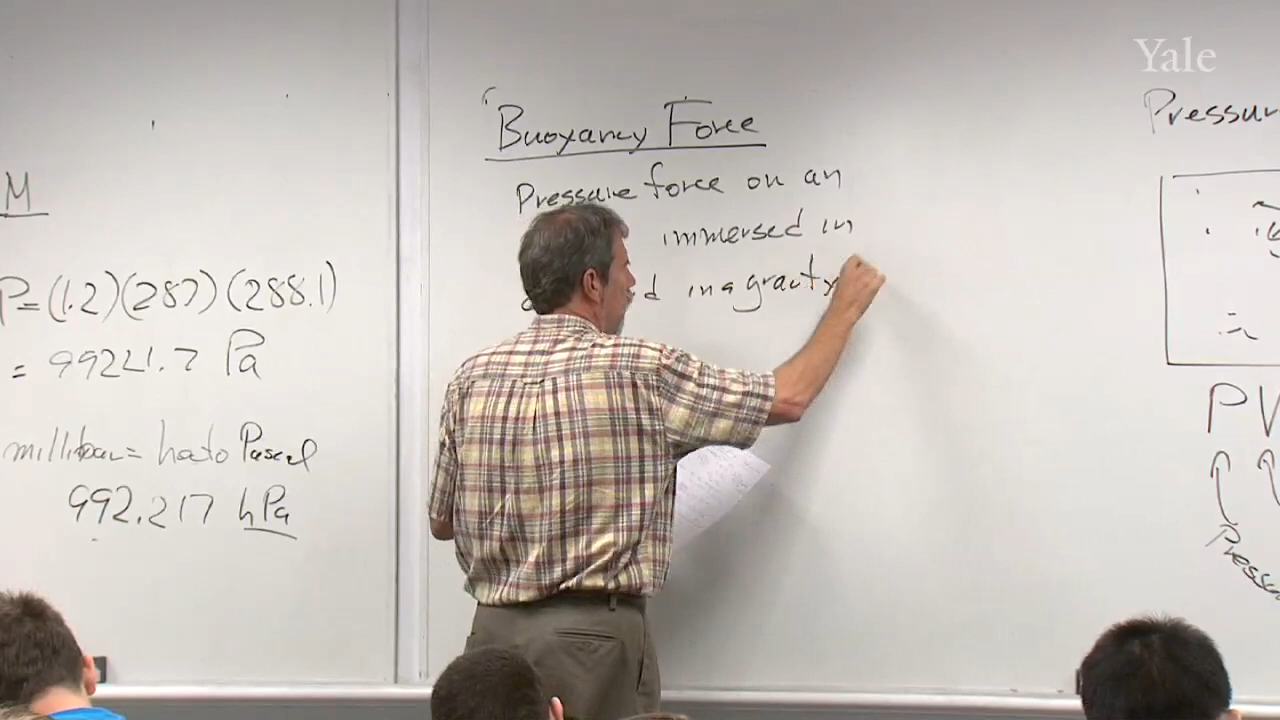 M
P=(1.2)(287)(288.1)
= 99221.7 Pa
millibar = hecto Pascal
992.217 hPa
Buoyancy Force
Pressure force on an
immersed in
in a gravity
Yale
Pressur
PV
Pressu